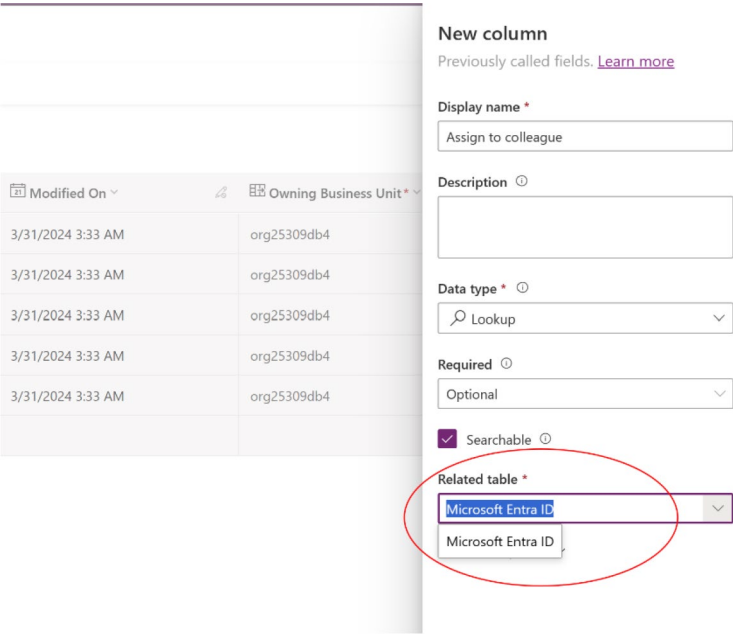 New column
Previously called fields. Learn more
Display name *
Assign to colleague
Description
Data type *
Lookup
Required
Optional
Searchable
Related table *
Microsoft Entra ID
Microsoft Entra ID
Modified On Owning Business Unit *
3/31/2024 3:33 AM org25309db4
3/31/2024 3:33 AM org25309db4
3/31/2024 3:33 AM org25309db4
3/31/2024 3:33 AM org25309db4
3/31/2024 3:33 AM org25309db4